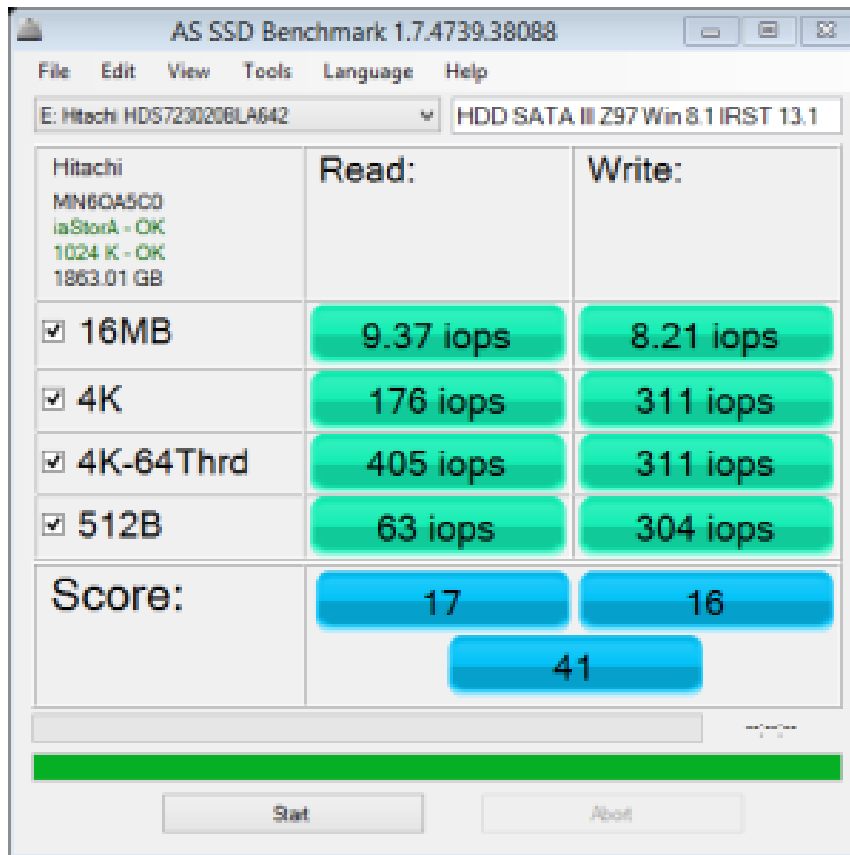 AS SSD Benchmark 1.7.4739.38088
File Edit View Tools Language Help
E: Hitachi HDS723020BLA642
HDD SATA III Z97 Win 8.1 IRST 13.1
Hitachi
MN6OA5C0
iaStorA - OK
1024 K - OK
1863.01 GB
Read:
Write:
16MB
9.37 iops
8.21 iops
4K
176 iops
311 iops
4K-64Thrd
405 iops
311 iops
512B
63 iops
304 iops
Score:
17
16
41
--:--:--
Start
Abort